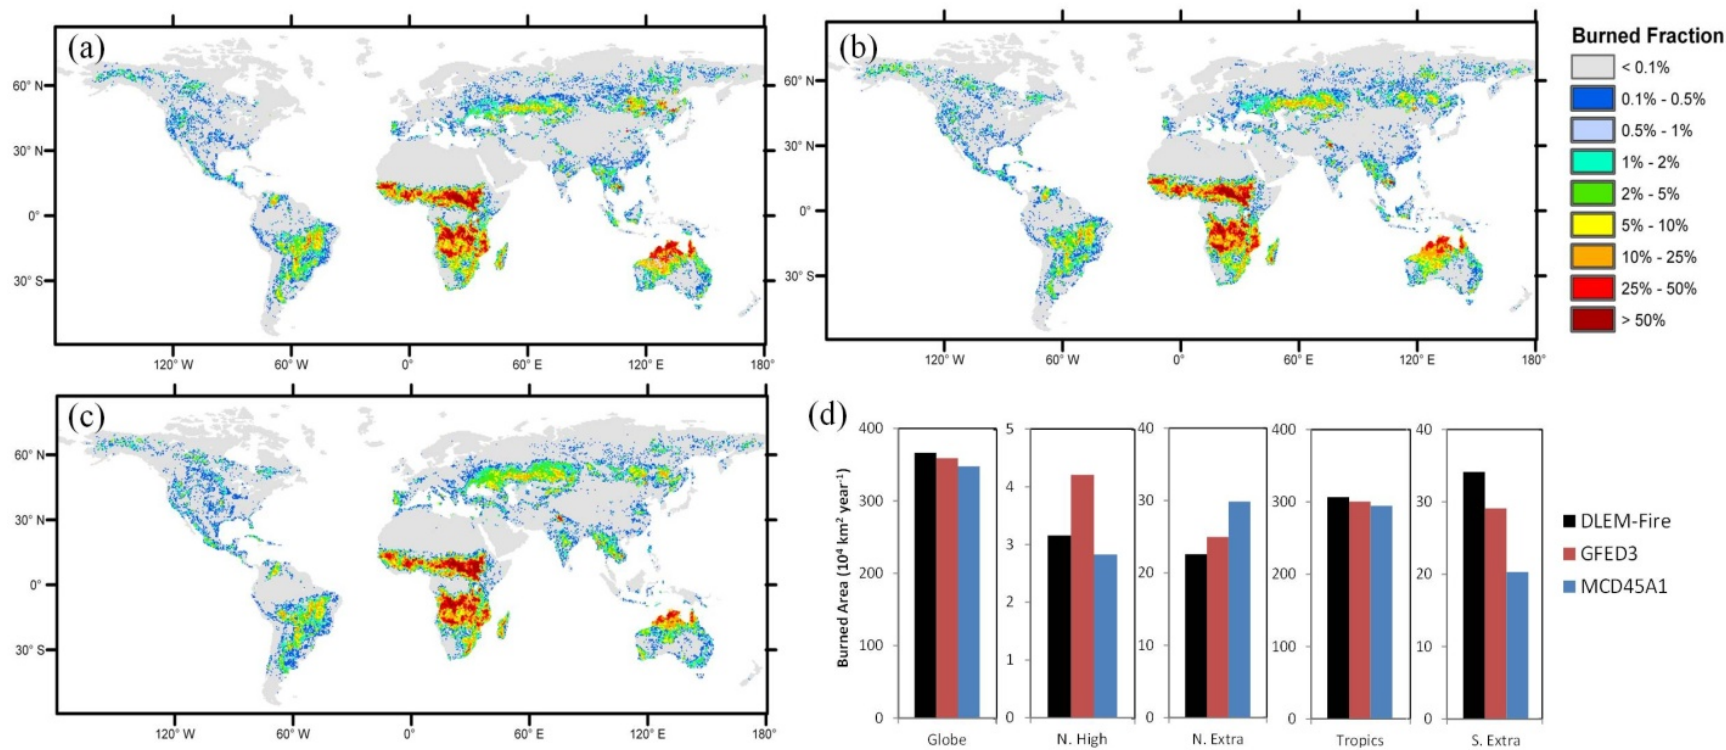 (a)
60° N
30° N
0°
30° S
120° W 60° W 0° 60° E 120° E 180°
(b)
60° N
30° N
0°
30° S
120° W 60° W 0° 60° E 120° E 180°
Burned Fraction
< 0.1%
0.1% - 0.5%
0.5% - 1%
1% - 2%
2% - 5%
5% - 10%
10% - 25%
25% - 50%
> 50%
(c)
60° N
30° N
0°
30° S
120° W 60° W 0° 60° E 120° E 180°
(d)
Burned Area (10⁴ km² year⁻¹)
400
300
200
100
0
Globe
5
4
3
2
1
0
N. High
40
30
20
10
0
N. Extra
400
300
200
100
0
Tropics
40
30
20
10
0
S. Extra
DLEM-Fire
GFED3
MCD45A1